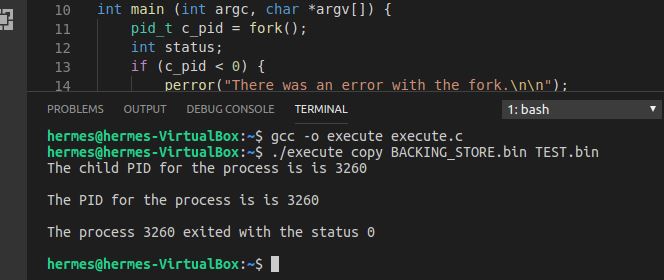 10 int main (int argc, char *argv[]) {
11 pid_t c_pid = fork();
12 int status;
13 if (c_pid < 0) {
14 perror("There was an error with the fork.\n\n");
PROBLEMS OUTPUT DEBUG CONSOLE TERMINAL 1: bash
hermes@hermes-VirtualBox:~$ gcc -o execute execute.c
hermes@hermes-VirtualBox:~$ ./execute copy BACKING_STORE.bin TEST.bin
The child PID for the process is is 3260
The PID for the process is is 3260
The process 3260 exited with the status 0
hermes@hermes-VirtualBox:~$